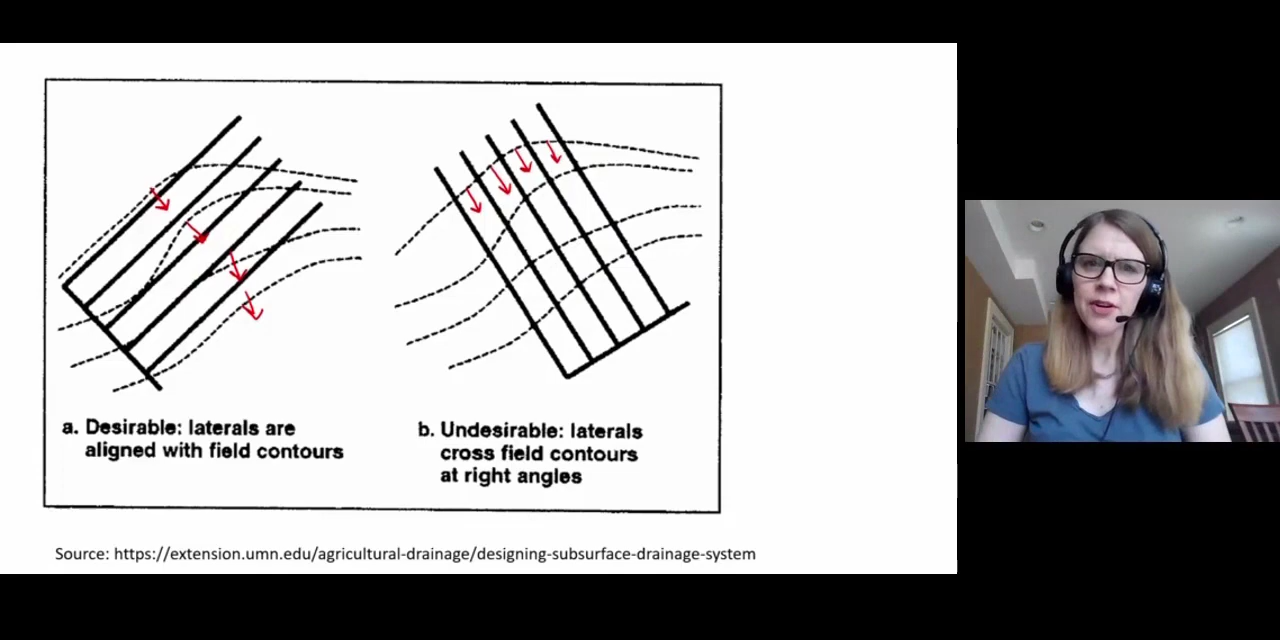 a. Desirable: laterals are
aligned with field contours
b. Undesirable: laterals
cross field contours
at right angles
Source: https://extension.umn.edu/agricultural-drainage/designing-subsurface-drainage-system